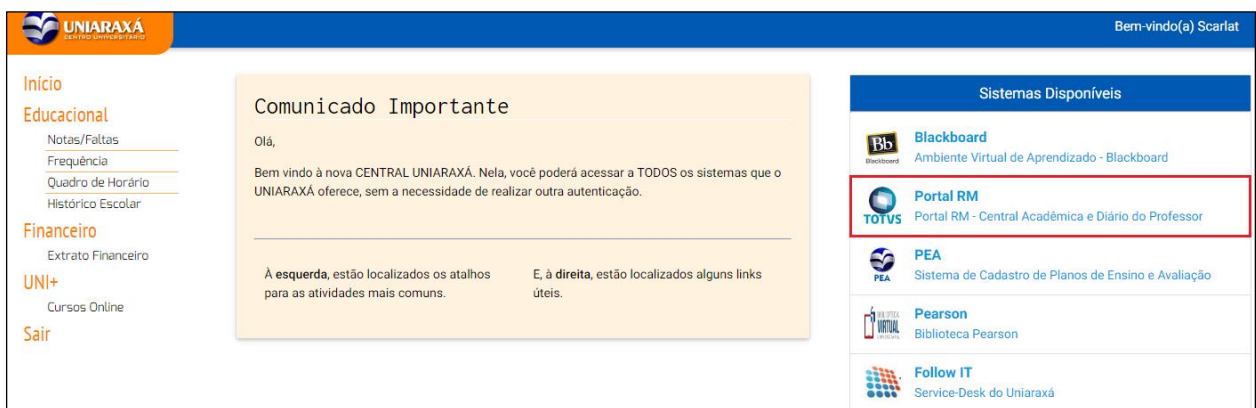 UNIARAXÁ
CENTRO UNIVERSITÁRIO
Bem-vindo(a) Scarlat
Início
Educacional
Notas/Faltas
Frequência
Quadro de Horário
Histórico Escolar
Financeiro
Extrato Financeiro
UNI+
Cursos Online
Sair
Comunicado Importante
Olá,
Bem vindo à nova CENTRAL UNIARAXÁ. Nela, você poderá acessar a TODOS os sistemas que o
UNIARAXÁ oferece, sem a necessidade de realizar outra autenticação.
À esquerda, estão localizados os atalhos
para as atividades mais comuns.
E, à direita, estão localizados alguns links
úteis.
Sistemas Disponíveis
Bb
Blackboard
Blackboard
Ambiente Virtual de Aprendizado - Blackboard
TOTVS
Portal RM
Portal RM - Central Acadêmica e Diário do Professor
PEA
PEA
Sistema de Cadastro de Planos de Ensino e Avaliação
BIBLIOTECA
VIRTUAL
Pearson
Biblioteca Pearson
Follow IT
Service-Desk do Uniaraxá